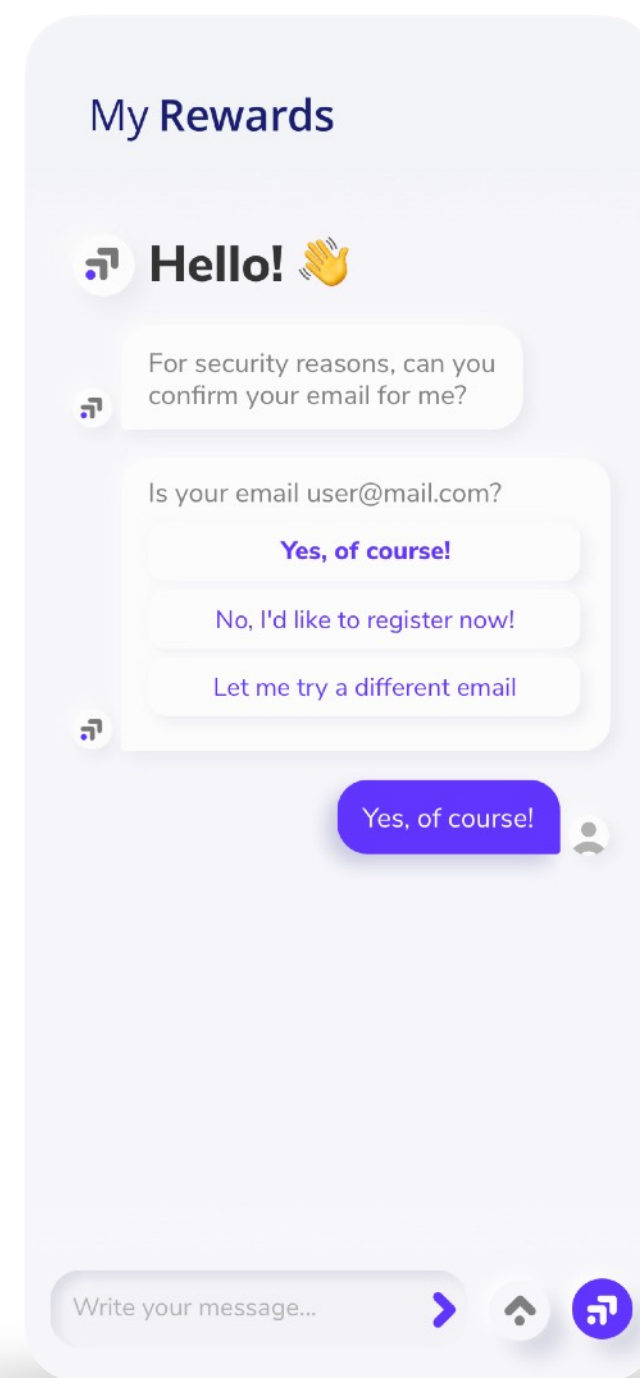 My Rewards
Hello! 👋
For security reasons, can you
confirm your email for me?
Is your email user@mail.com?
Yes, of course!
No, I'd like to register now!
Let me try a different email
Yes, of course!
Write your message...